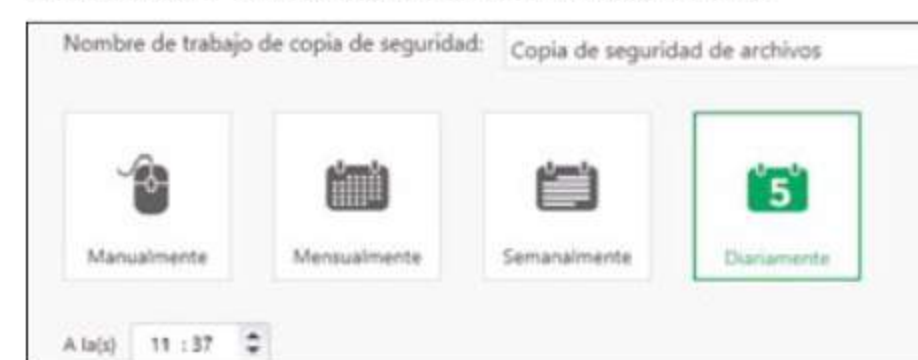 Nombre de trabajo de copia de seguridad: Copia de seguridad de archivos
5
Manualmente Mensualmente Semanalmente Diariamente
A la(s) 11 : 37